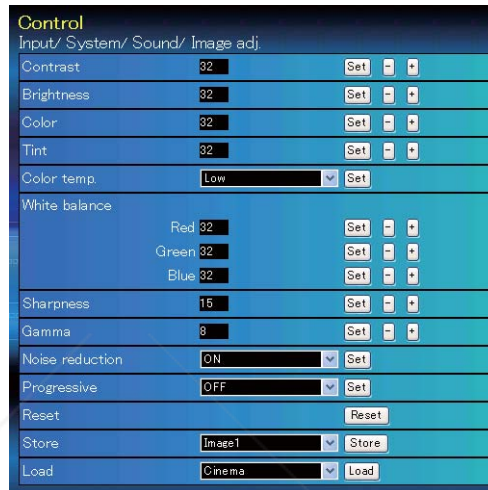 Control
Input/ System/ Sound/ Image adj.
Contrast 32 Set - +
Brightness 32 Set - +
Color 32 Set - +
Tint 32 Set - +
Color temp. Low Set
White balance
Red 32 Set - +
Green 32 Set - +
Blue 32 Set - +
Sharpness 15 Set - +
Gamma 8 Set - +
Noise reduction ON Set
Progressive OFF Set
Reset Reset
Store Image1 Store
Load Cinema Load